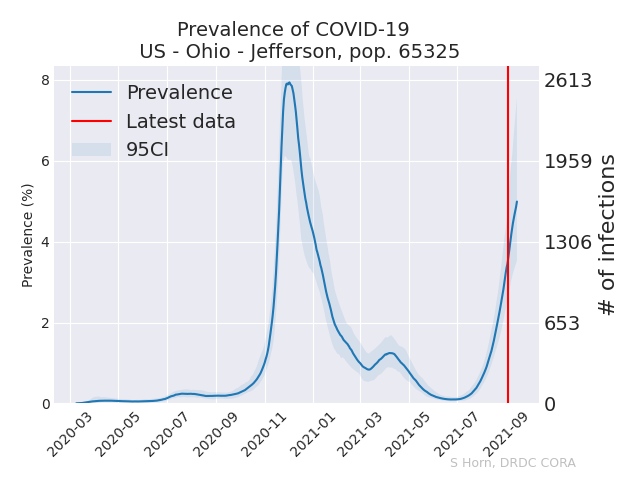 Prevalence of COVID-19
US - Ohio - Jefferson, pop. 65325
Prevalence
Latest data
95CI
Prevalence (%)
8
6
4
2
0
2613
1959
1306
653
0
# of infections
2020-03
2020-05
2020-07
2020-09
2020-11
2021-01
2021-03
2021-05
2021-07
2021-09
S Horn, DRDC CORA